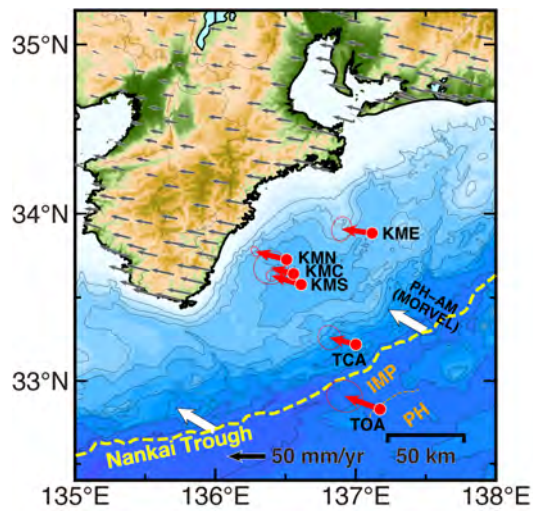 35°N
34°N
33°N
KME
KMN
KMC
KMS
PH-AM
(MORVEL)
TCA
IMP
TOA
PH
Nankai Trough
50 mm/yr
50 km
135°E
136°E
137°E
138°E